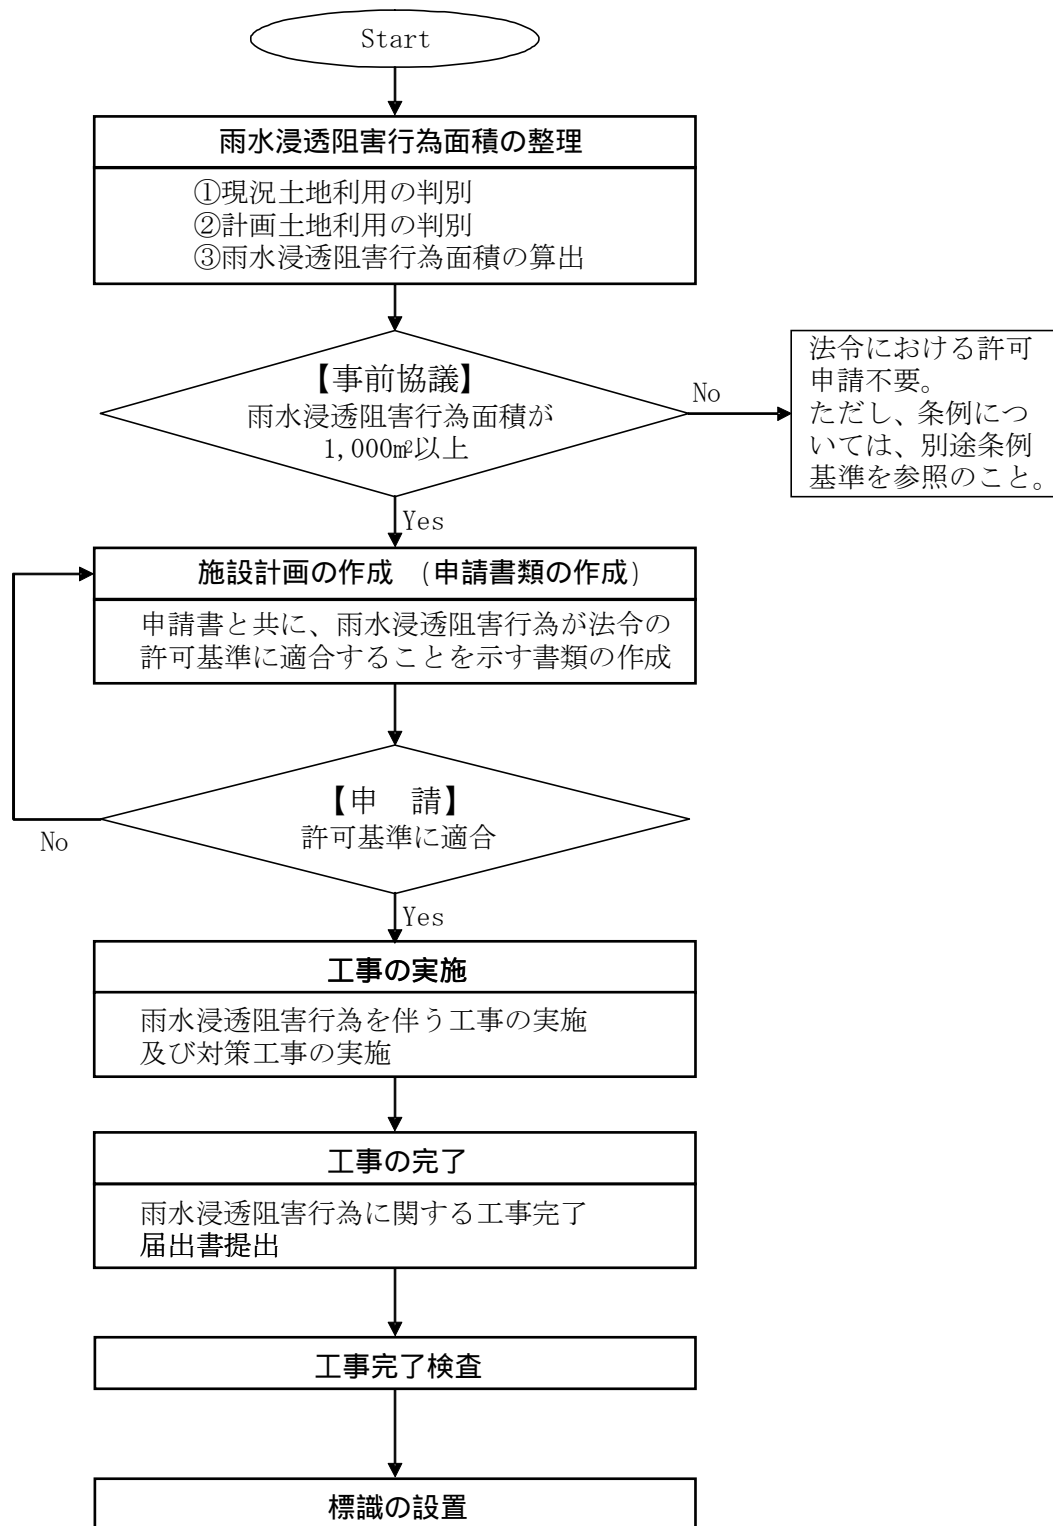 Start
雨水浸透阻害行為面積の整理
①現況土地利用の判別
②計画土地利用の判別
③雨水浸透阻害行為面積の算出
【事前協議】
雨水浸透阻害行為面積が
1,000㎡以上
No
法令における許可
申請不要。
ただし、条例につ
いては、別途条例
基準を参照のこと。
Yes
施設計画の作成　(申請書類の作成)
申請書と共に、雨水浸透阻害行為が法令の
許可基準に適合することを示す書類の作成
【申　請】
許可基準に適合
No
Yes
工事の実施
雨水浸透阻害行為を伴う工事の実施
及び対策工事の実施
工事の完了
雨水浸透阻害行為に関する工事完了
届出書提出
工事完了検査
標識の設置